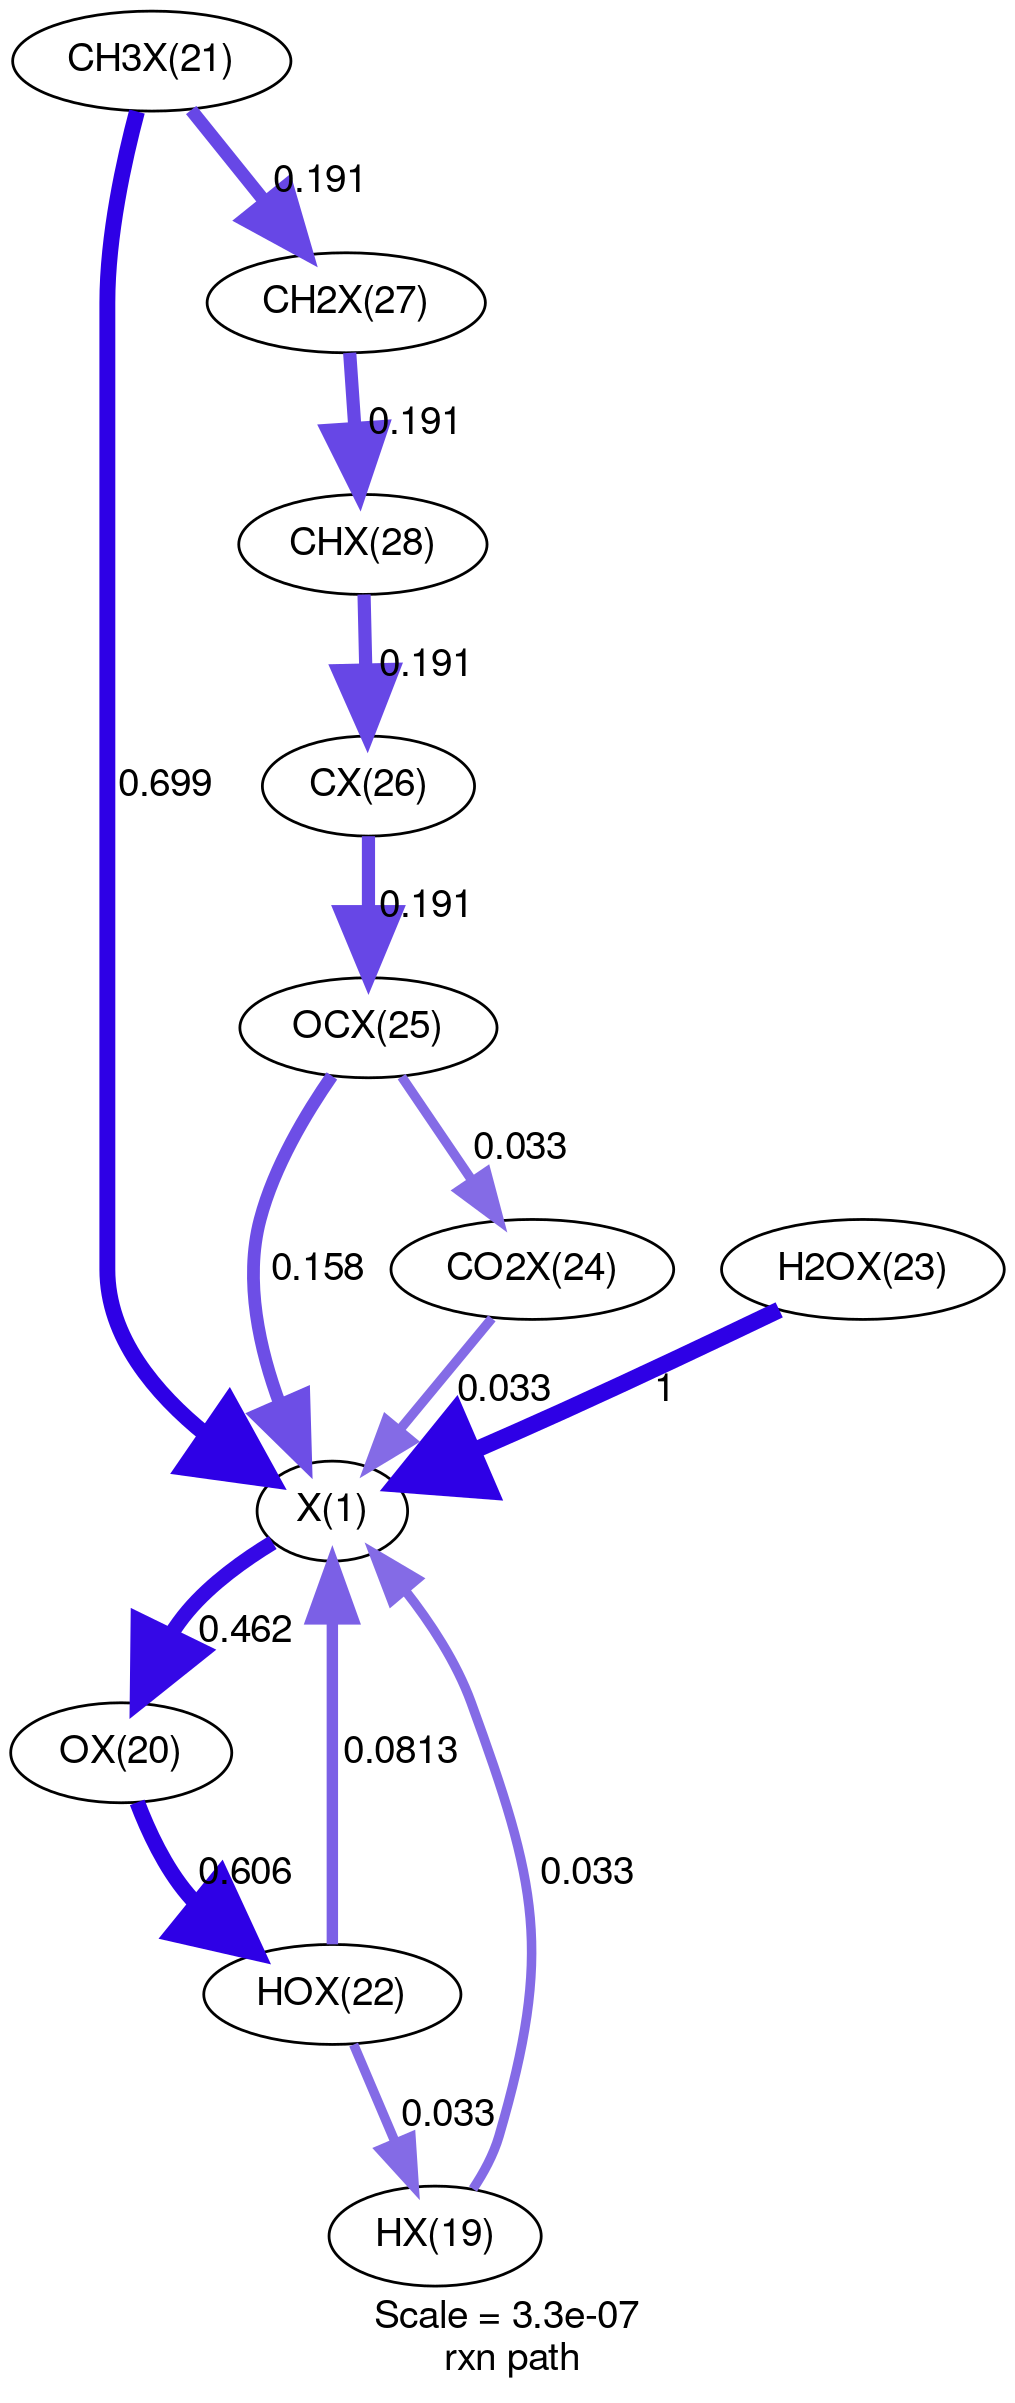 CH3X(21)
0.191
CH2X(27)
0.191
CHX(28)
0.191
CX(26)
0.699
0.191
OCX(25)
0.033
0.158
CO2X(24)
H2OX(23)
0.033
1
X(1)
0.462
OX(20)
0.0813
0.606
0.033
HOX(22)
0.033
HX(19)
Scale = 3.3e-07
rxn path